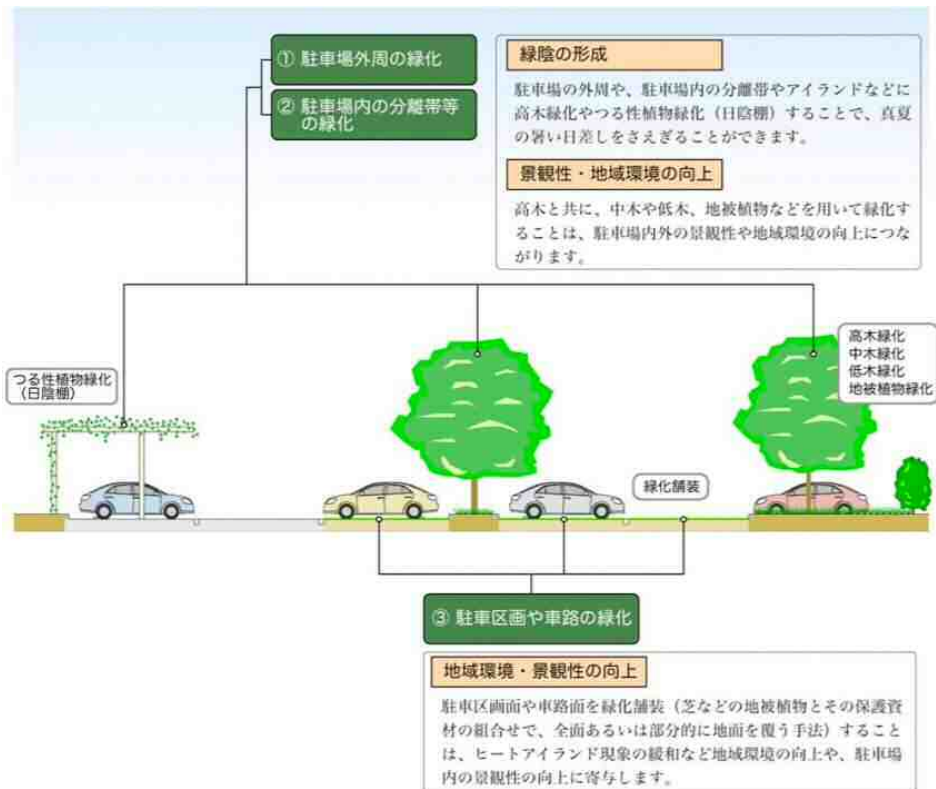 ① 駐車場外周の緑化
② 駐車場内の分離帯等
の緑化
緑陰の形成
駐車場の外周や、駐車場内の分離帯やアイランドなどに
高木緑化やつる性植物緑化（日陰棚）することで、真夏
の暑い日差しをさえぎることができます。
景観性・地域環境の向上
高木と共に、中木や低木、地被植物などを用いて緑化す
ることは、駐車場内外の景観性や地域環境の向上につな
がります。
つる性植物緑化
（日陰棚）
高木緑化
中木緑化
低木緑化
地被植物緑化
緑化舗装
③ 駐車区画や車路の緑化
地域環境・景観性の向上
駐車区画面や車路面を緑化舗装（芝などの地被植物とその保護資
材の組合せで、全面あるいは部分的に地面を覆う手法）すること
は、ヒートアイランド現象の緩和など地域環境の向上や、駐車場
内の景観性の向上に寄与します。